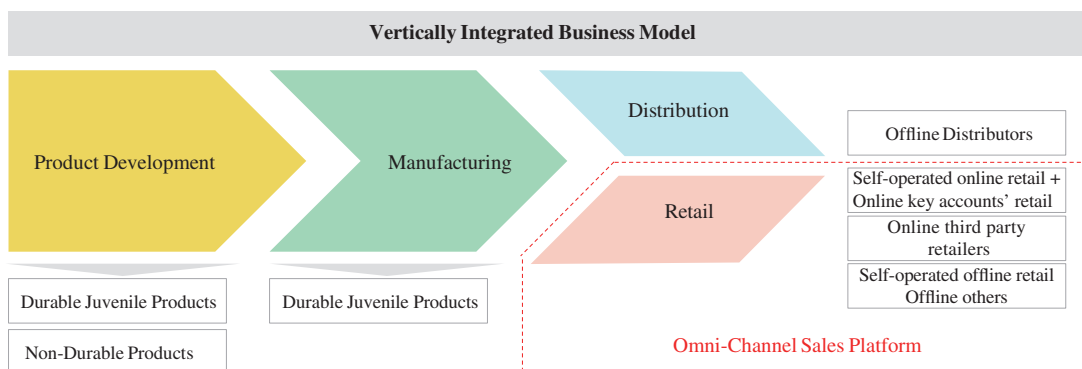 Vertically Integrated Business Model
Product Development
Manufacturing
Distribution
Retail
Offline Distributors
Self-operated online retail +
Online key accounts’ retail
Online third party
retailers
Self-operated offline retail
Offline others
Durable Juvenile Products
Non-Durable Products
Durable Juvenile Products
Omni-Channel Sales Platform